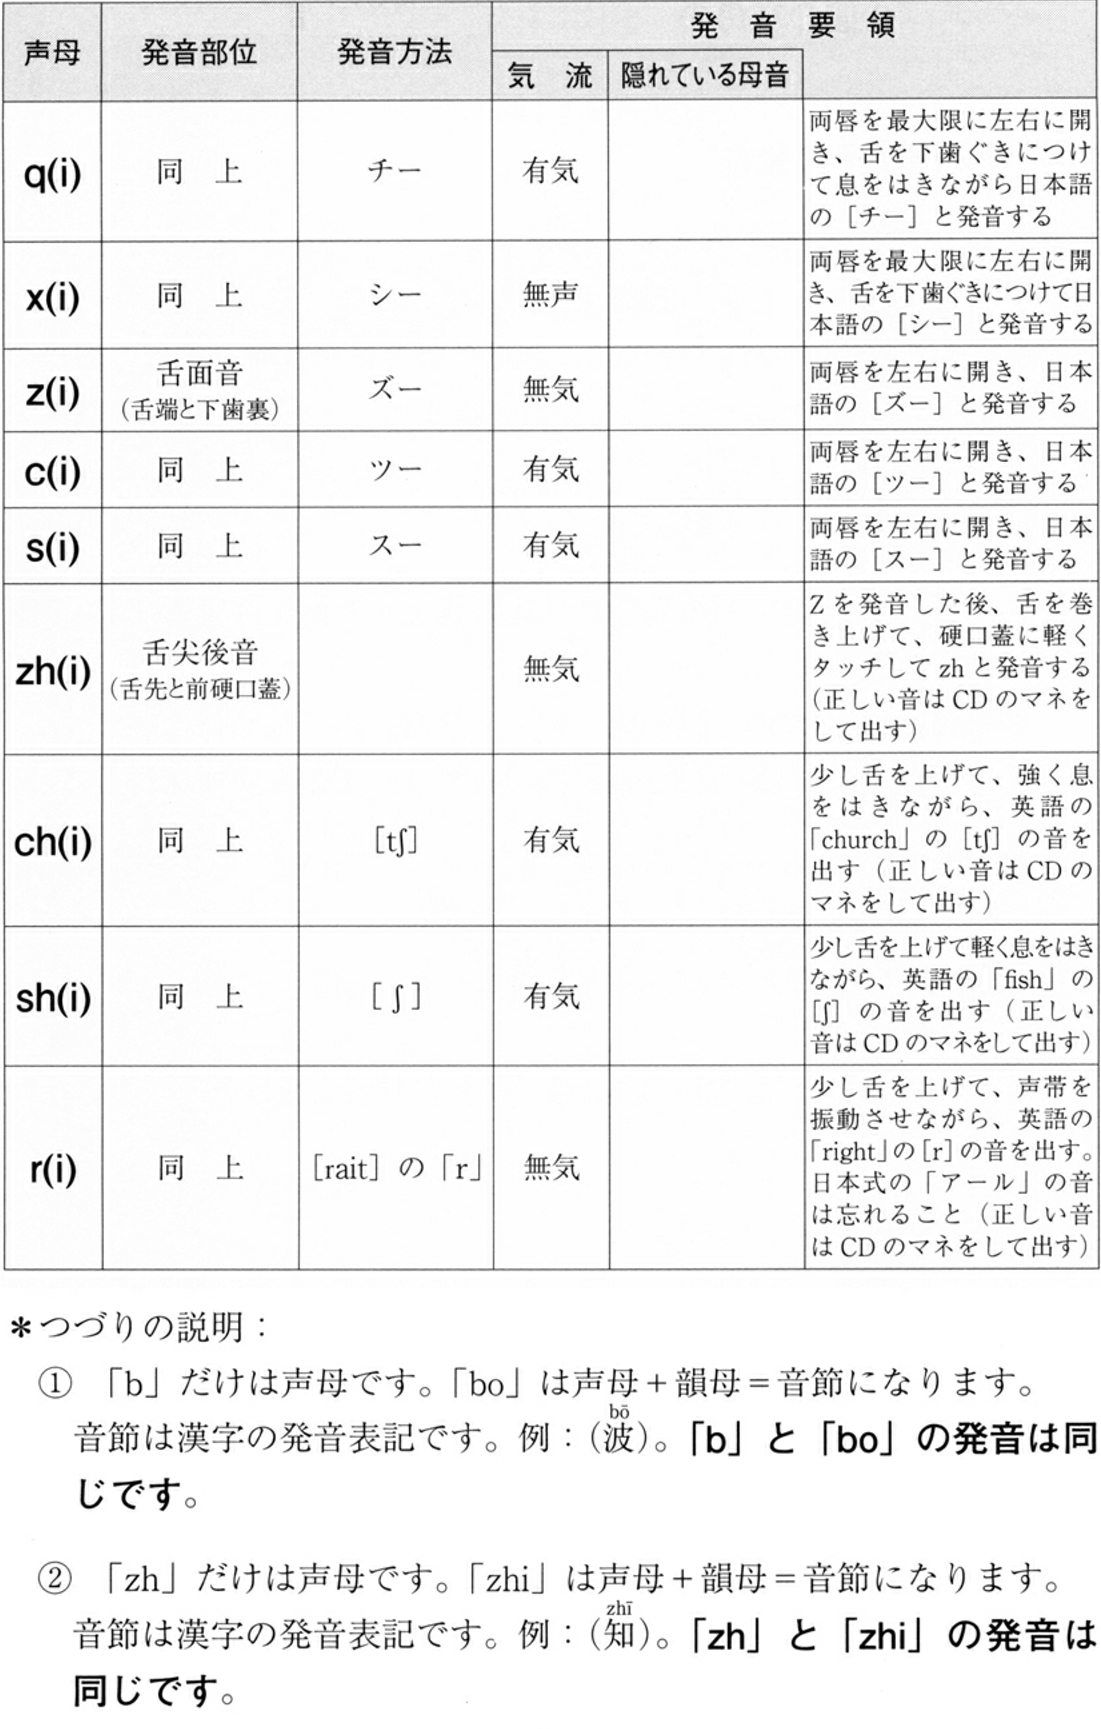 声母 発音部位 発音方法 発音要領
気流 隠れている母音
q(i) 同上 チー 有気
両唇を最大限に左右に開
き、舌を下歯ぐきにつけ
て息をはきながら日本語
の［チー］と発音する
x(i) 同上 シー 無声
両唇を最大限に左右に開
き、舌を下歯ぐきにつけて日
本語の［シー］と発音する
z(i) 舌面音 ズー 無気
(舌端と下歯裏)
両唇を左右に開き、日本
語の［ズー］と発音する
c(i) 同上 ツー 有気
両唇を左右に開き、日本
語の［ツー］と発音する
s(i) 同上 スー 有気
両唇を左右に開き、日本
語の［スー］と発音する
zh(i) 舌尖後音 無気
(舌先と前硬口蓋)
Zを発音した後、舌を巻
き上げて、硬口蓋に軽く
タッチしてzhと発音する
(正しい音はCDのマネを
して出す)
ch(i) 同上 [tʃ] 有気
少し舌を上げて、強く息
をはきながら、英語の
「church」の［tʃ］の音を
出す（正しい音はCDの
マネをして出す）
sh(i) 同上 [ʃ] 有気
少し舌を上げて軽く息をはき
ながら、英語の「fish」の
[ʃ] の音を出す（正しい
音はCDのマネをして出す）
r(i) 同上 [rait] の「r」 無気
少し舌を上げて、声帯を
振動させながら、英語の
「right」の[r]の音を出す。
日本式の「アール」の音
は忘れること（正しい音
はCDのマネをして出す）
＊つづりの説明：
① 「b」だけは声母です。「bo」は声母＋韻母＝音節になります。
bō
音節は漢字の発音表記です。例：(波)。「b」と「bo」の発音は同
じです。
② 「zh」だけは声母です。「zhi」は声母＋韻母＝音節になります。
zhī
音節は漢字の発音表記です。例：(知)。「zh」と「zhi」の発音は
同じです。